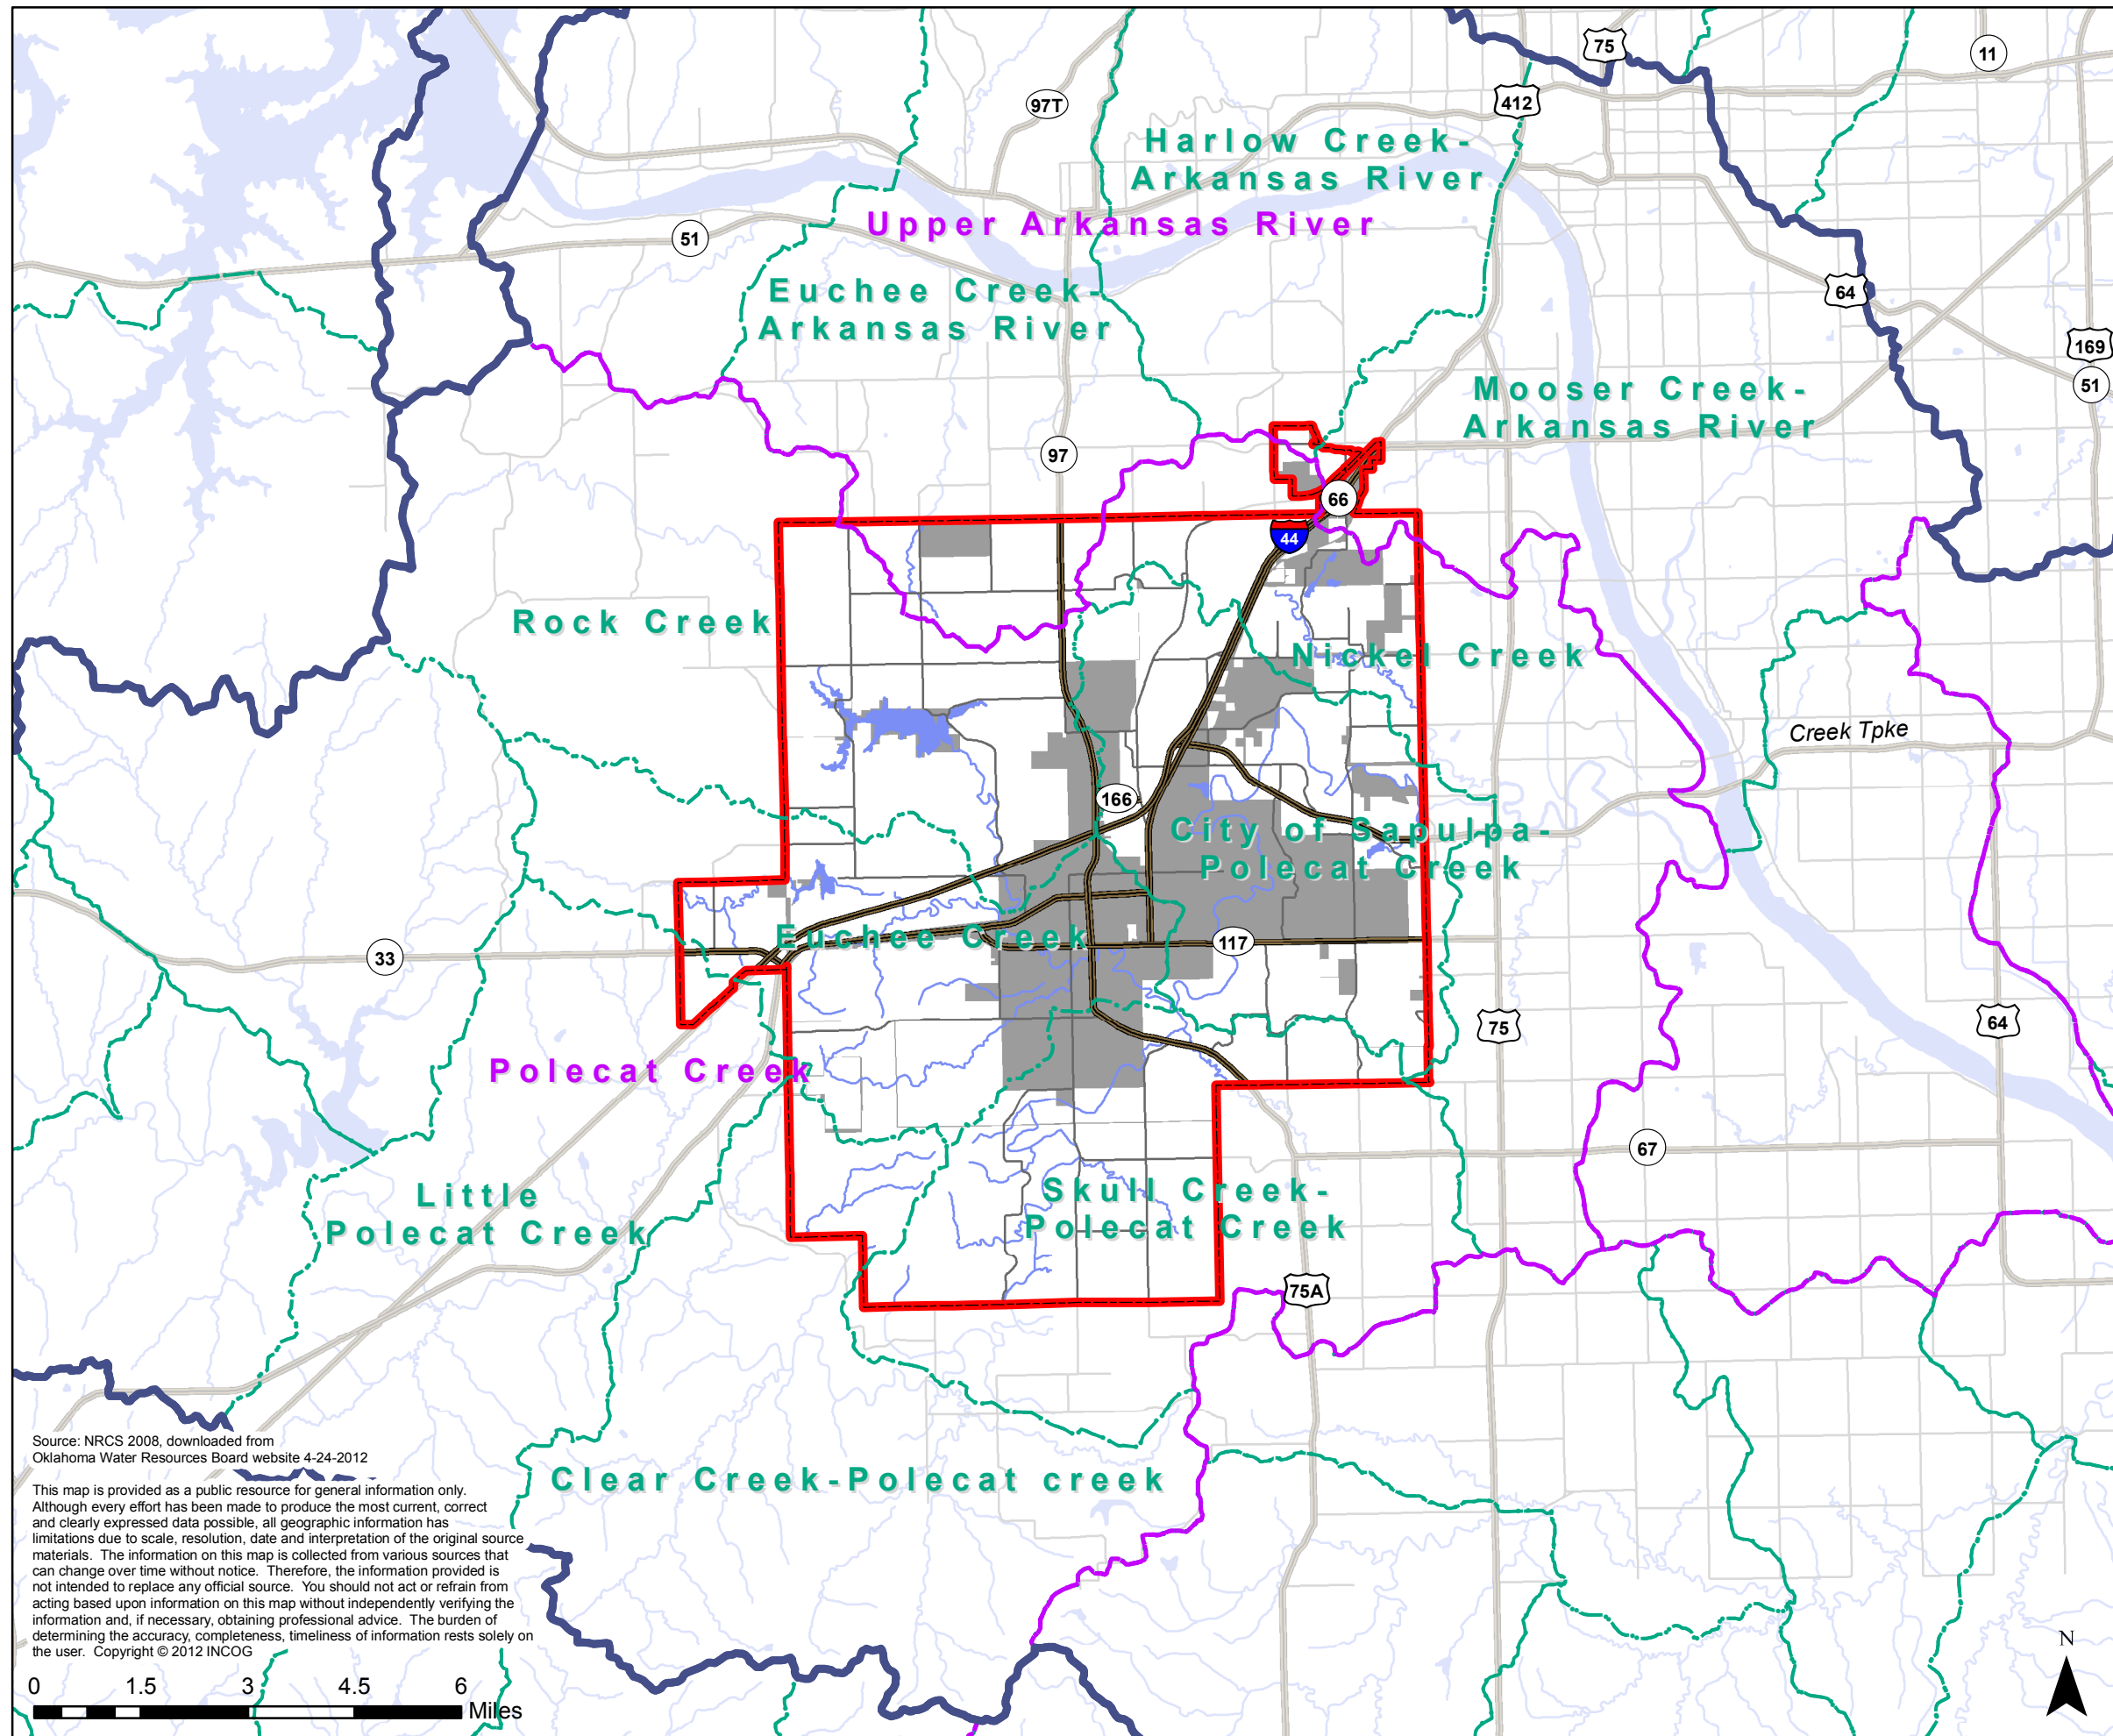 75
11
412
97T
Harlow Creek-
Arkansas River
Upper Arkansas River
51
Euchee Creek-
Arkansas River
64
169
51
Mooser Creek-
Arkansas River
97
66
44
Rock Creek
Nickel Creek
Creek Tpke
166
City of Sapulpa-
Polecat Creek
33
Euchee Creek
117
75
64
Polecat Creek
67
Little
Polecat Creek
Skull Creek-
Polecat Creek
75A
Clear Creek-Polecat creek
Source: NRCS 2008, downloaded from
Oklahoma Water Resources Board website 4-24-2012
This map is provided as a public resource for general information only.
Although every effort has been made to produce the most current, correct
and clearly expressed data possible, all geographic information has
limitations due to scale, resolution, date and interpretation of the original source
materials.  The information on this map is collected from various sources that
can change over time without notice.  Therefore, the information provided is
not intended to replace any official source.  You should not act or refrain from
acting based upon information on this map without independently verifying the
information and, if necessary, obtaining professional advice.  The burden of
determining the accuracy, completeness, timeliness of information rests solely on
the user.  Copyright © 2012 INCOG
0 1.5 3 4.5 6
Miles
N